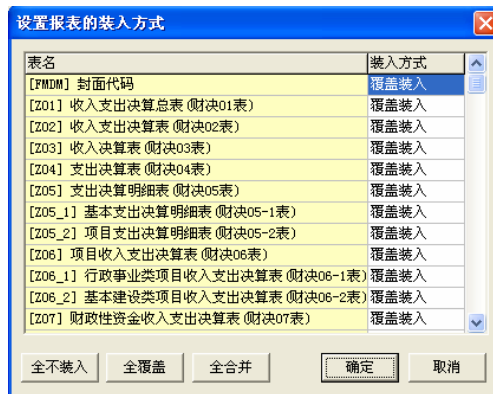 设置报表的装入方式
表名 装入方式
[FMDM] 封面代码 覆盖装入
[Z01] 收入支出决算总表(财决01表) 覆盖装入
[Z02] 收入支出决算表(财决02表) 覆盖装入
[Z03] 收入决算表(财决03表) 覆盖装入
[Z04] 支出决算表(财决04表) 覆盖装入
[Z05] 支出决算明细表(财决05表) 覆盖装入
[Z05_1] 基本支出决算明细表(财决05-1表) 覆盖装入
[Z05_2] 项目支出决算明细表(财决05-2表) 覆盖装入
[Z06] 项目收入支出决算表(财决06表) 覆盖装入
[Z06_1] 行政事业类项目收入支出决算表(财决06-1表) 覆盖装入
[Z06_2] 基本建设类项目收入支出决算表(财决06-2表) 覆盖装入
[Z07] 财政性资金收入支出决算表(财决07表) 覆盖装入
全不装入 全覆盖 全合并 确定 取消